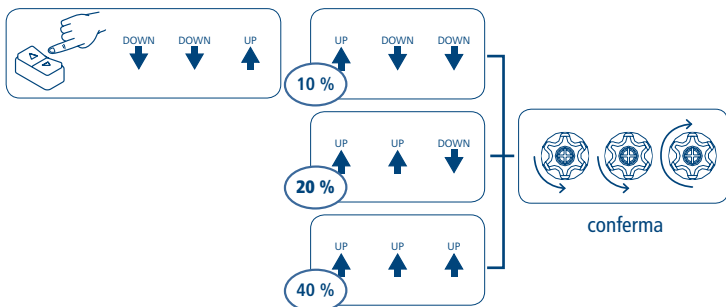 DOWN DOWN UP
UP DOWN DOWN
10 %
UP UP DOWN
20 %
UP UP UP
40 %
conferma